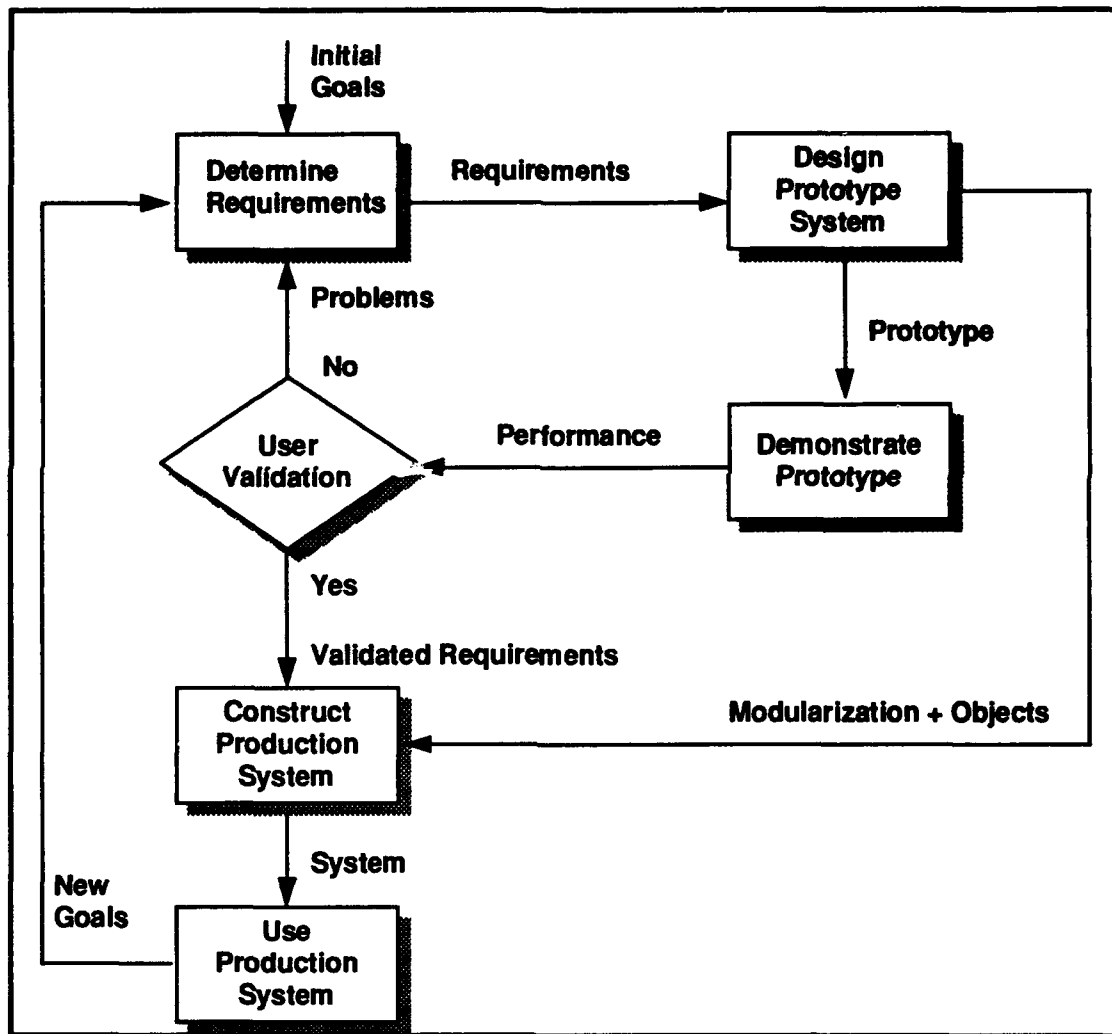 Initial
Goals
Determine
Requirements
Requirements
Design
Prototype
System
Problems
Prototype
No
User
Validation
Performance
Demonstrate
Prototype
Yes
Validated Requirements
Construct
Production
System
Modularization + Objects
System
New
Goals
Use
Production
System